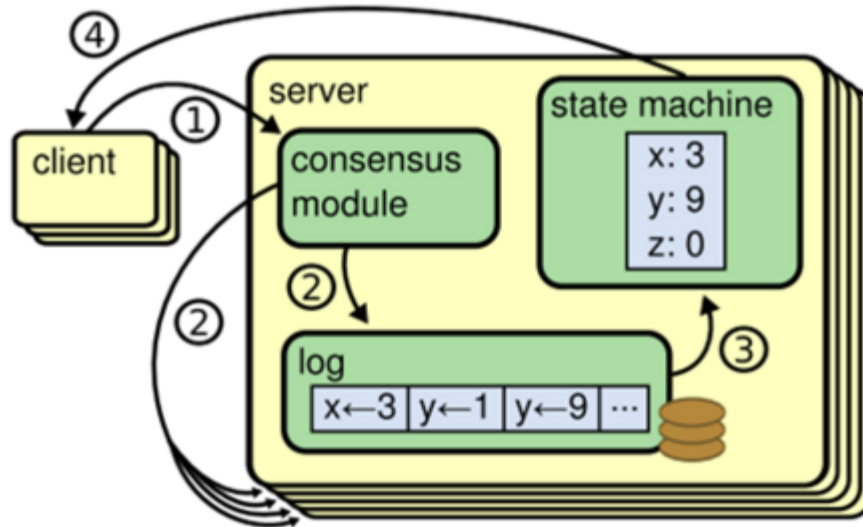 ④
①
server
state machine
client
consensus
module
x: 3
y: 9
z: 0
②
②
③
log
x←3 y←1 y←9 ...